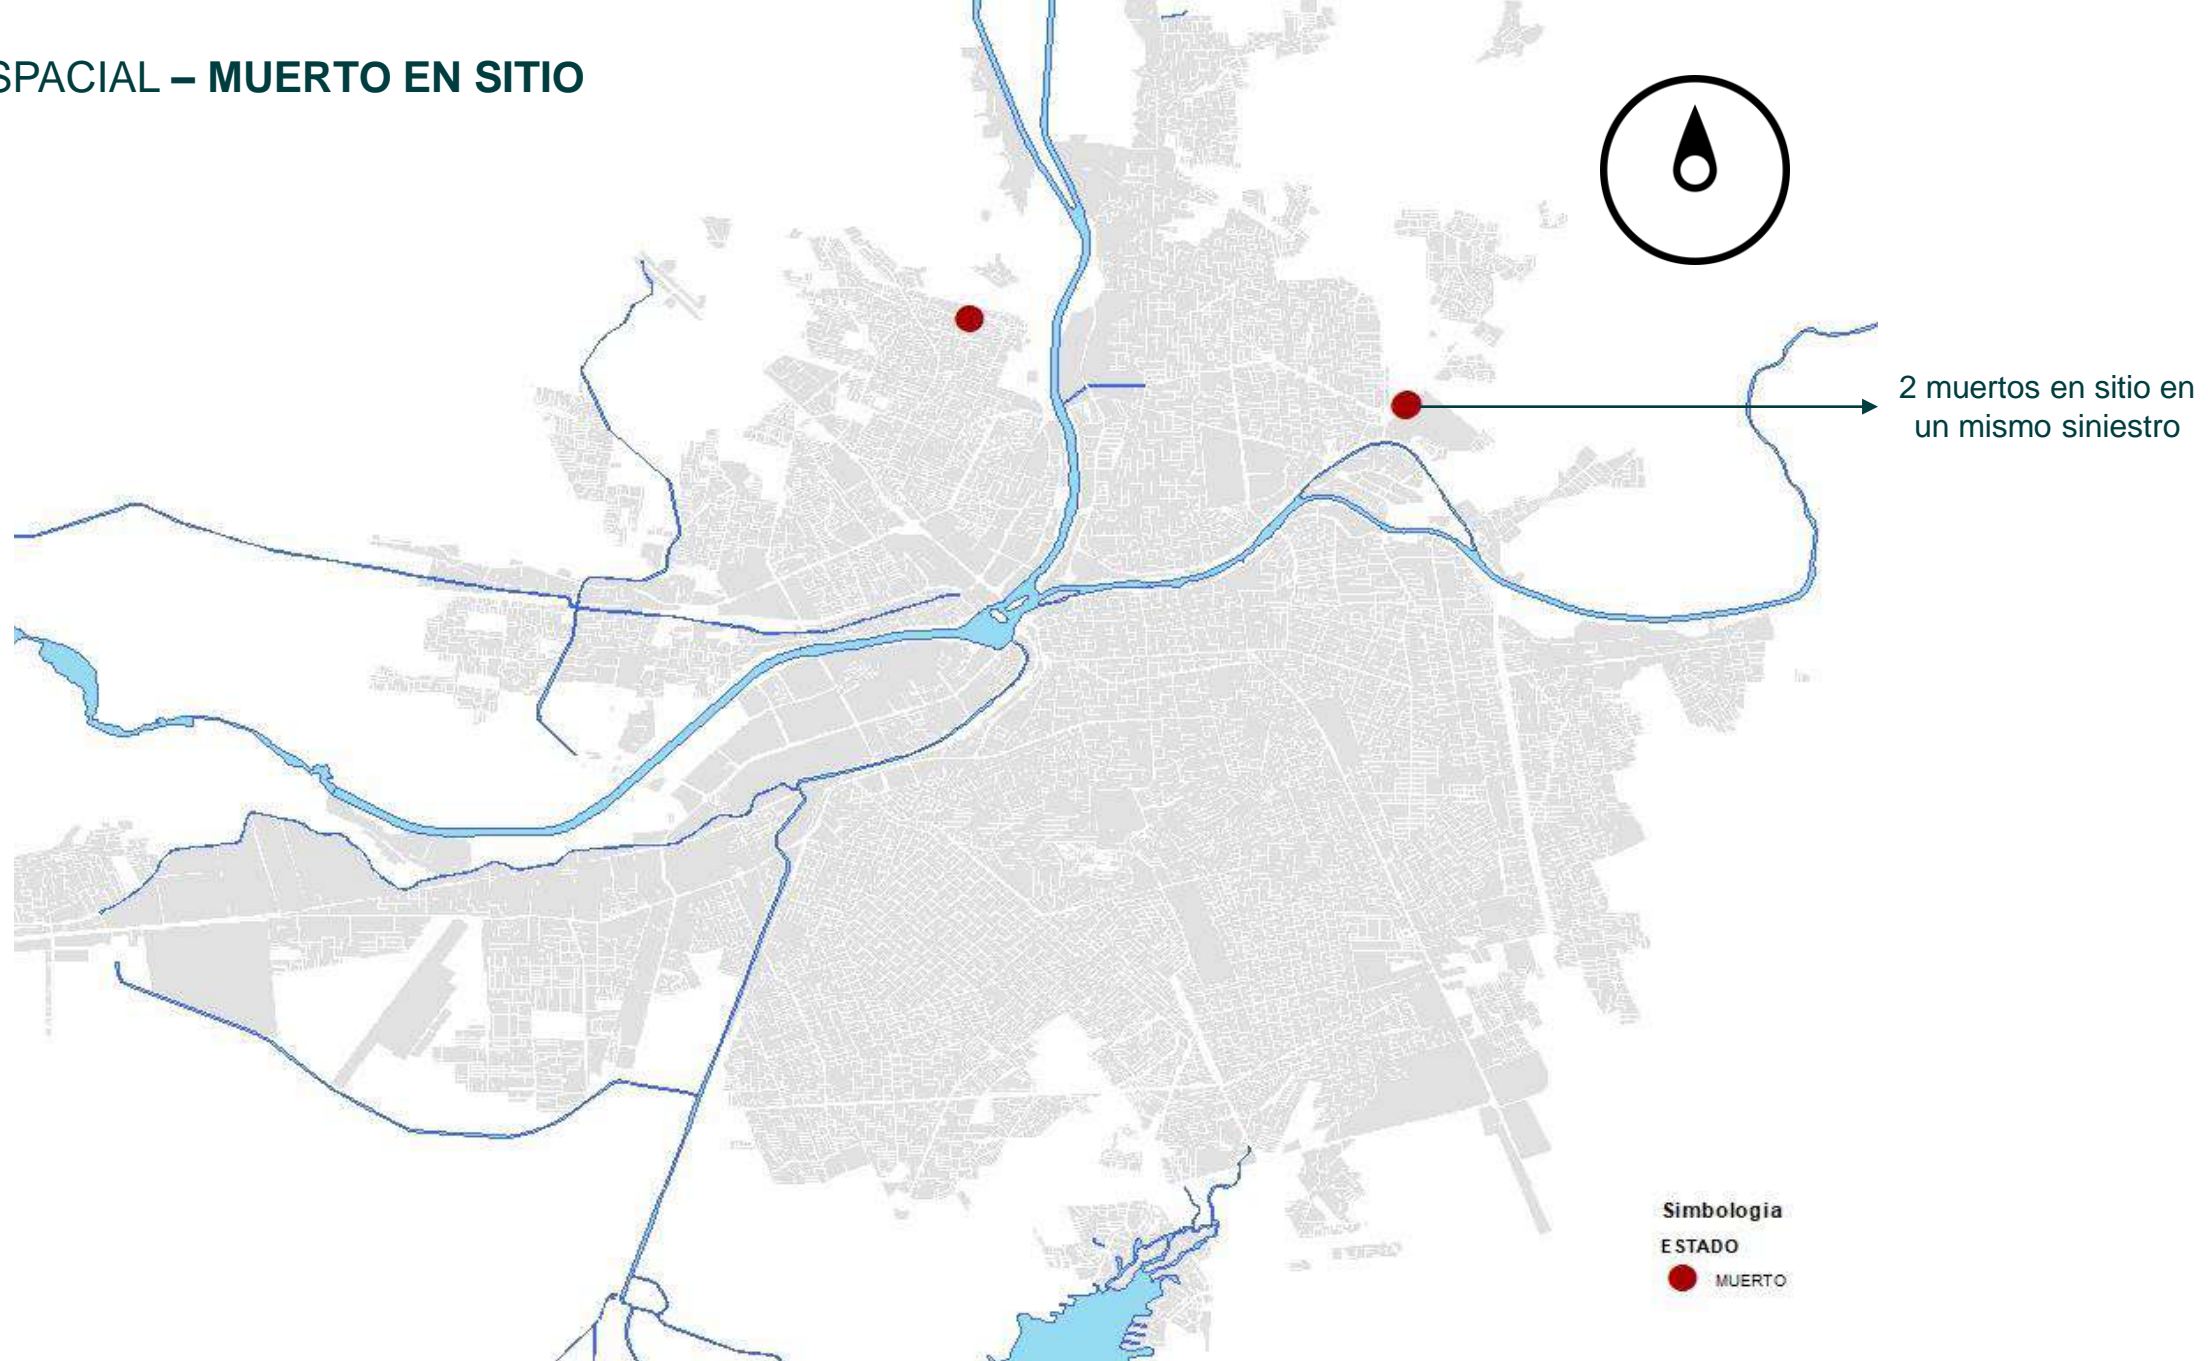 SPACIAL – MUERTO EN SITIO
2 muertos en sitio en
un mismo siniestro
Simbologia
ESTADO
MUERTO